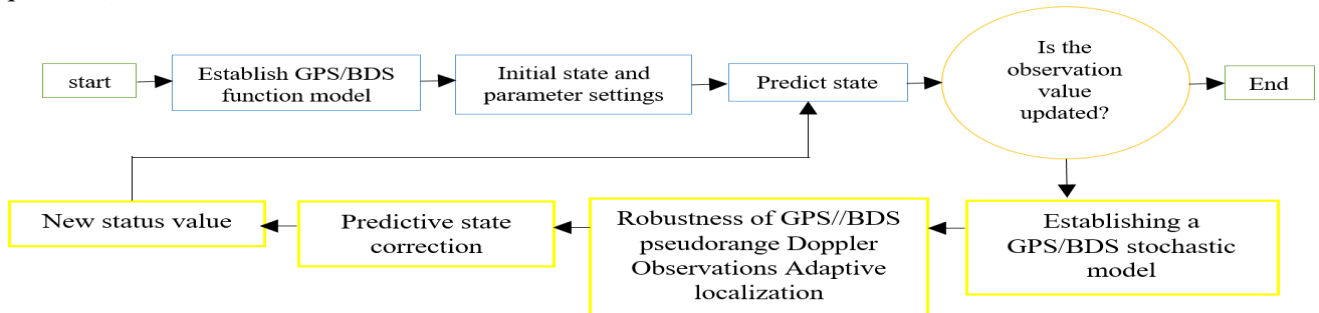 start
Establish GPS/BDS
function model
Initial state and
parameter settings
Predict state
Is the
observation
value
updated?
End
New status value
Predictive state
correction
Robustness of GPS//BDS
pseudorange Doppler
Observations Adaptive
localization
Establishing a
GPS/BDS stochastic
model